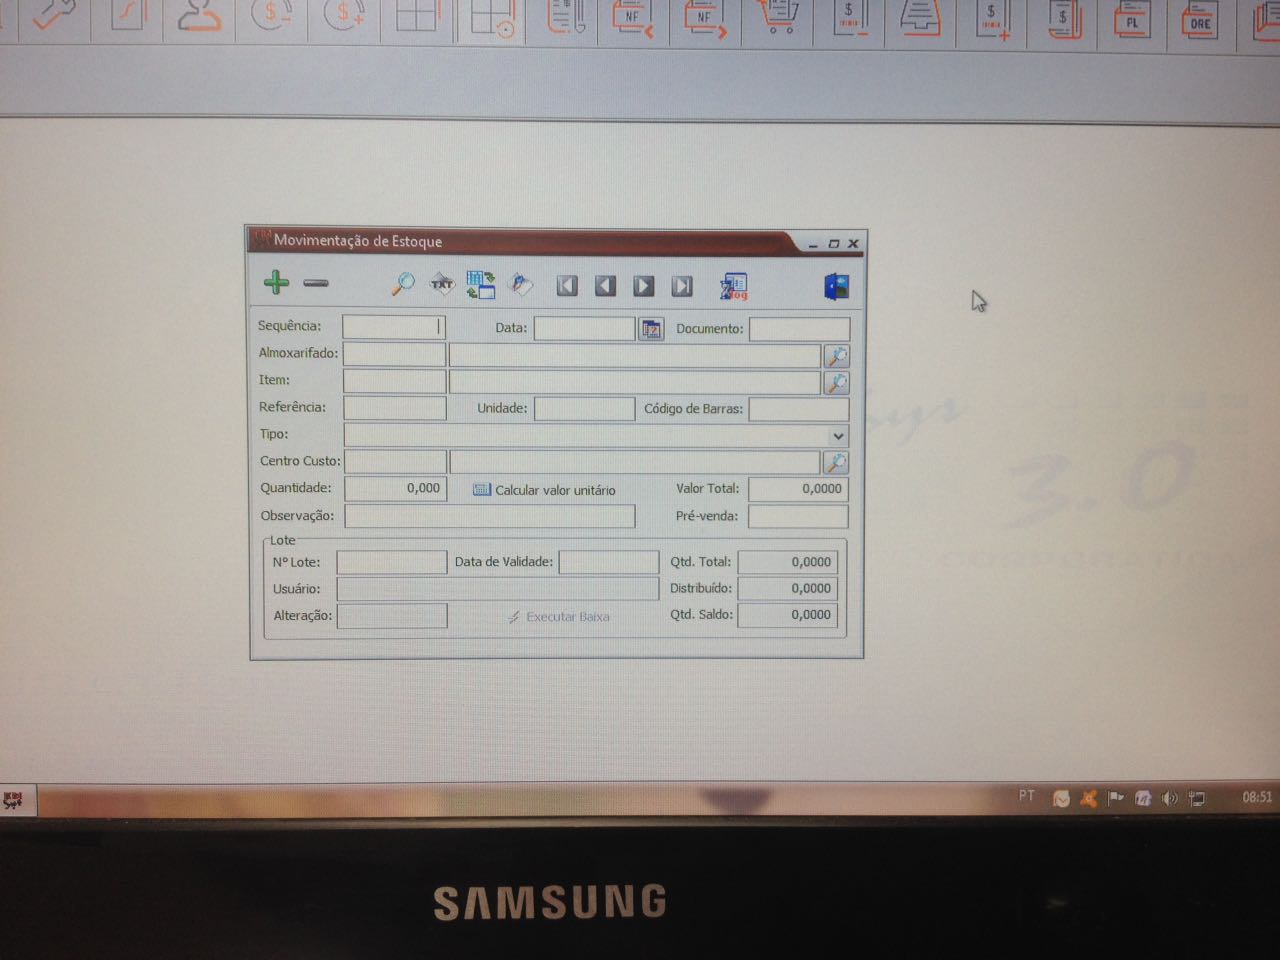 $ $ NF NF $ $ $ PL DRE
Movimentação de Estoque
TXT log
Sequência: Data: Documento:
Almoxarifado:
Item:
Referência: Unidade: Código de Barras:
Tipo:
Centro Custo:
Quantidade: 0,000 Calcular valor unitário Valor Total: 0,0000
Observação: Pré-venda:
Lote
Nº Lote: Data de Validade: Qtd. Total: 0,0000
Usuário: Distribuído: 0,0000
Alteração: Executar Baixa Qtd. Saldo: 0,0000
sys
3.0
PT 08:51
SAMSUNG